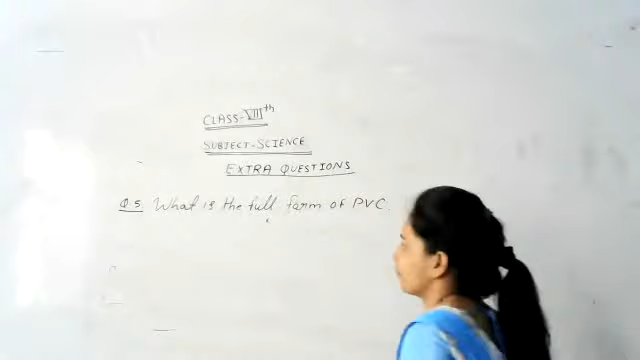 CLASS-VIIIth
SUBJECT-SCIENCE
EXTRA QUESTIONS
Q5. What is the full form of PVC.